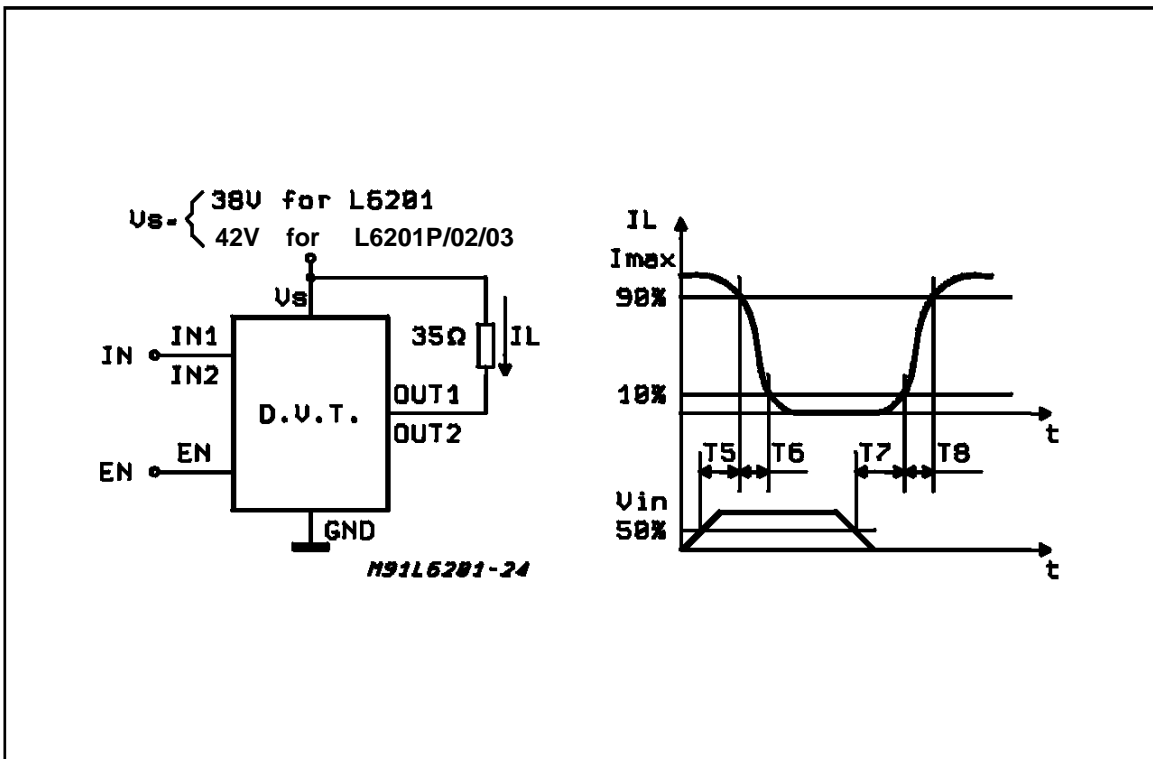 Vs= 38V for L6201
42V for L6201P/02/03
Vs
35Ω
IL
IN
IN1
IN2
D.U.T.
OUT1
OUT2
EN
EN
GND
M91L6201-24
IL
Imax
90%
10%
t
T5
T6
T7
T8
Vin
50%
t